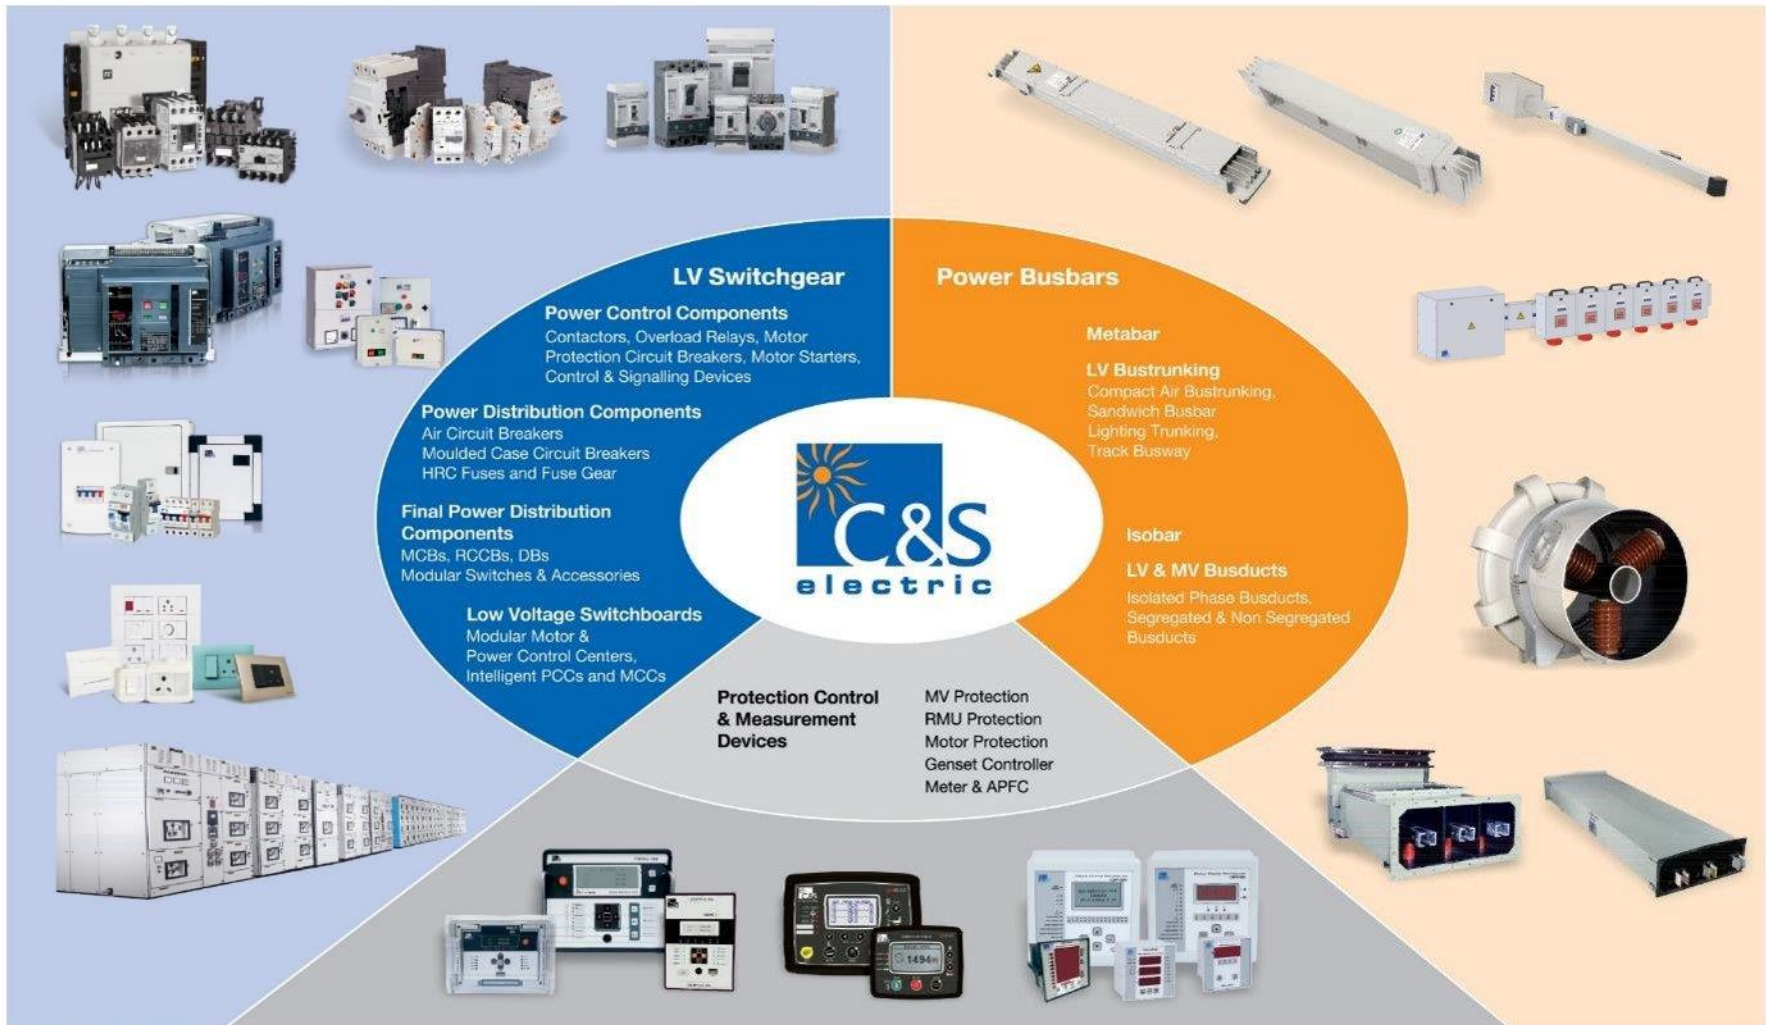 LV Switchgear
Power Control Components
Contactors, Overload Relays, Motor
Protection Circuit Breakers, Motor Starters,
Control & Signalling Devices
Power Distribution Components
Air Circuit Breakers
Moulded Case Circuit Breakers
HRC Fuses and Fuse Gear
Final Power Distribution
Components
MCBs, RCCBs, DBs
Modular Switches & Accessories
Low Voltage Switchboards
Modular Motor &
Power Control Centers,
Intelligent PCCs and MCCs
Power Busbars
Metabar
LV Bustrunking
Compact Air Bustrunking,
Sandwich Busbar
Lighting Trunking,
Track Busway
Isobar
LV & MV Busducts
Isolated Phase Busducts,
Segregated & Non Segregated
Busducts
C&S
electric
Protection Control
& Measurement
Devices
MV Protection
RMU Protection
Motor Protection
Genset Controller
Meter & APFC
1494